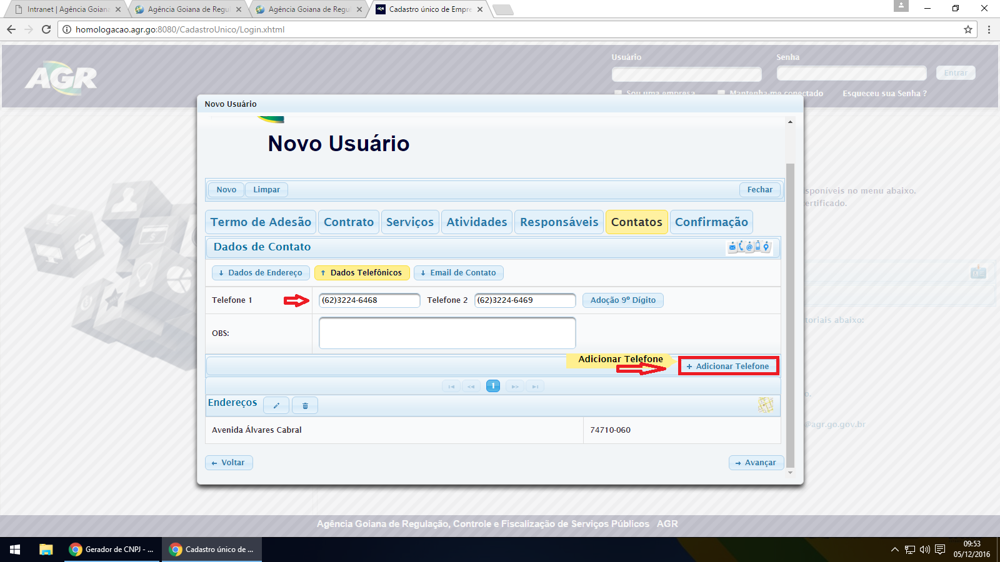 Intranet | Agência Goiana
Agência Goiana de Regul
Agência Goiana de Regul
Cadastro único de Empre
homologacao.agr.go:8080/CadastroUnico/Login.xhtml
AGR
Usuário
Senha
Entrar
Sou uma empresa
Mantenha-me conectado
Esqueceu sua Senha ?
Novo Usuário
Novo Usuário
sponíveis no menu abaixo.
ertificado.
Novo
Limpar
Fechar
Termo de Adesão
Contrato
Serviços
Atividades
Responsáveis
Contatos
Confirmação
Dados de Contato
Dados de Endereço
Dados Telefônicos
Email de Contato
Telefone 1
(62)3224-6468
Telefone 2
(62)3224-6469
Adoção 9º Dígito
toriais abaixo:
OBS:
Adicionar Telefone
+ Adicionar Telefone
1
o.
Endereços
@agr.go.gov.br
Avenida Álvares Cabral
74710-060
Voltar
Avançar
Agência Goiana de Regulação, Controle e Fiscalização de Serviços Públicos AGR
Gerador de CNPJ - ...
Cadastro único de ...
09:53
05/12/2016